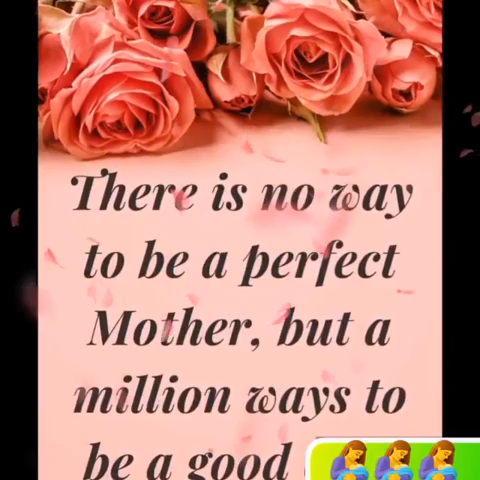 There is no way
to be a perfect
Mother, but a
million ways to
be a good